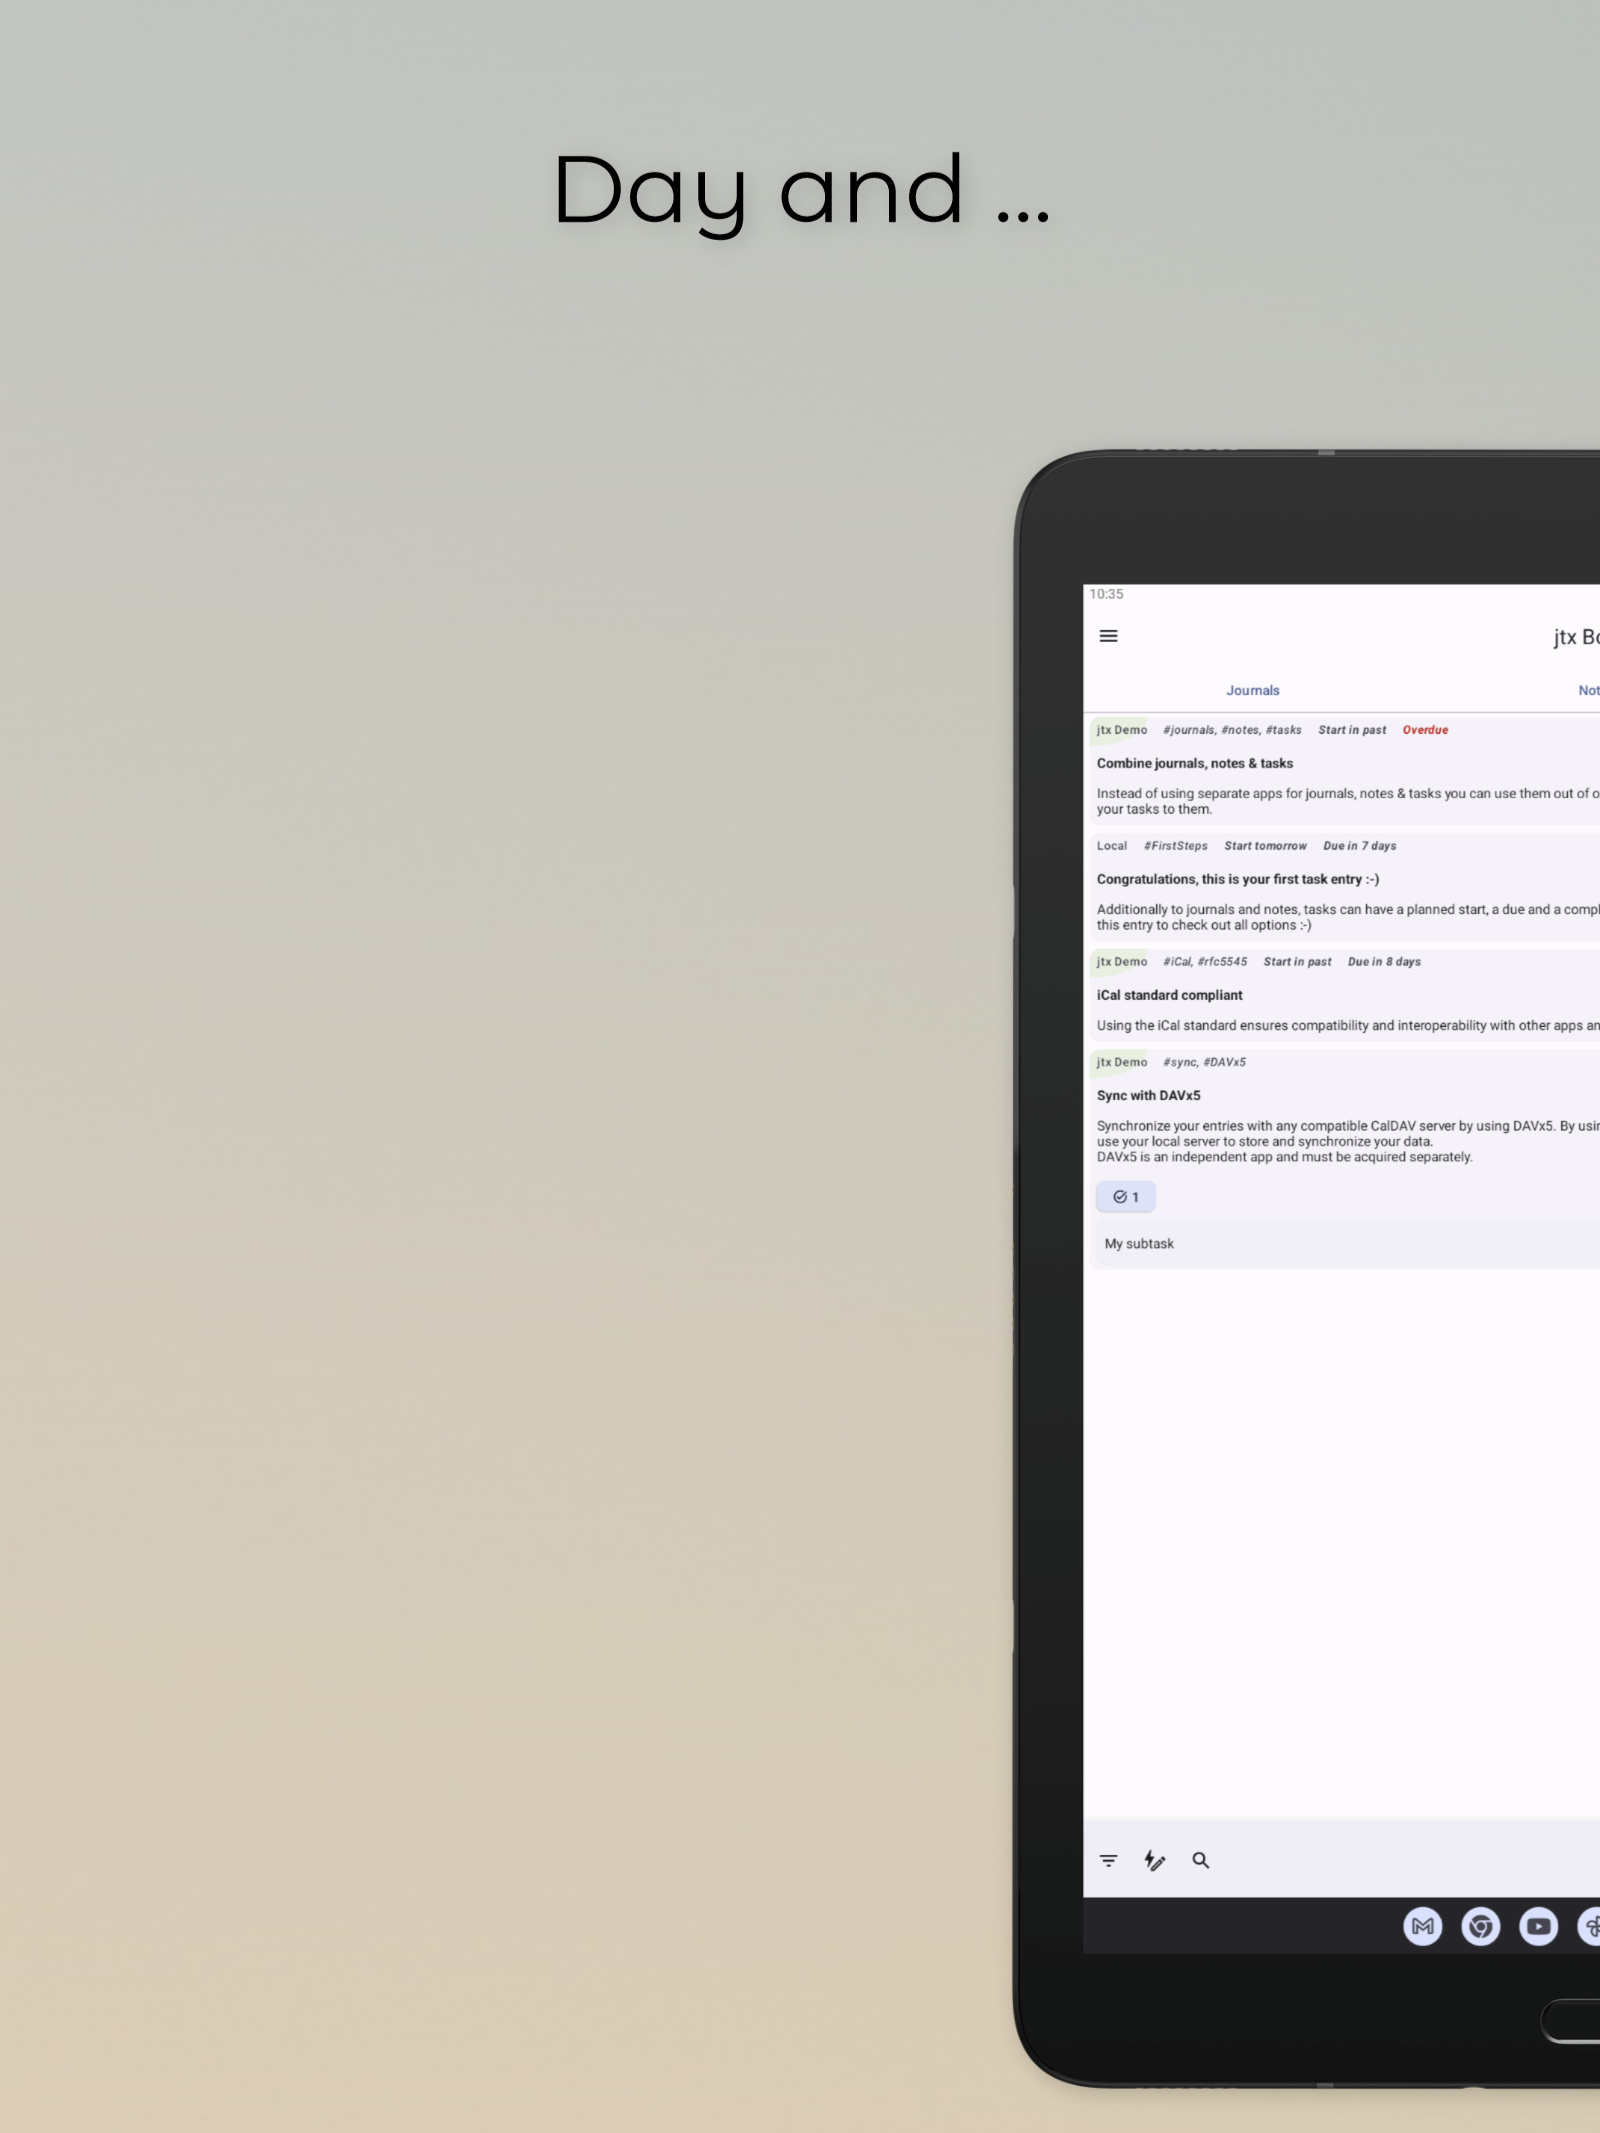 Day and ...
10:35
jtx Bo
Journals
Not
jtx Demo #journals, #notes, #tasks Start in past Overdue
Combine journals, notes & tasks
Instead of using separate apps for journals, notes & tasks you can use them out of o
your tasks to them.
Local #FirstSteps Start tomorrow Due in 7 days
Congratulations, this is your first task entry :-)
Additionally to journals and notes, tasks can have a planned start, a due and a compl
this entry to check out all options :-)
jtx Demo #iCal, #rfc5545 Start in past Due in 8 days
iCal standard compliant
Using the iCal standard ensures compatibility and interoperability with other apps an
jtx Demo #sync, #DAVx5
Sync with DAVx5
Synchronize your entries with any compatible CalDAV server by using DAVx5. By usin
use your local server to store and synchronize your data.
DAVx5 is an independent app and must be acquired separately.
1
My subtask